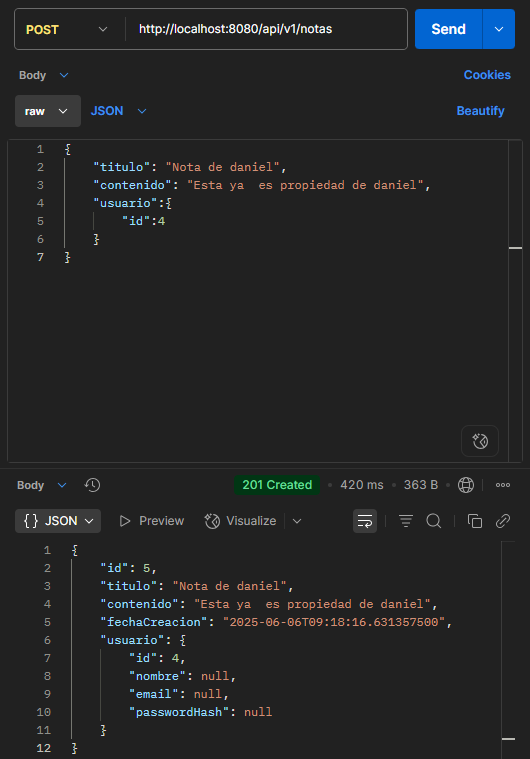 POST http://localhost:8080/api/v1/notas Send
Body Cookies
raw JSON Beautify
1 {
2 "titulo": "Nota de daniel",
3 "contenido": "Esta ya  es propiedad de daniel",
4 "usuario":{
5 "id":4
6 }
7 }
Body 201 Created • 420 ms • 363 B •
{} JSON Preview Visualize
1 {
2 "id": 5,
3 "titulo": "Nota de daniel",
4 "contenido": "Esta ya  es propiedad de daniel",
5 "fechaCreacion": "2025-06-06T09:18:16.631357500",
6 "usuario": {
7 "id": 4,
8 "nombre": null,
9 "email": null,
10 "passwordHash": null
11 }
12 }